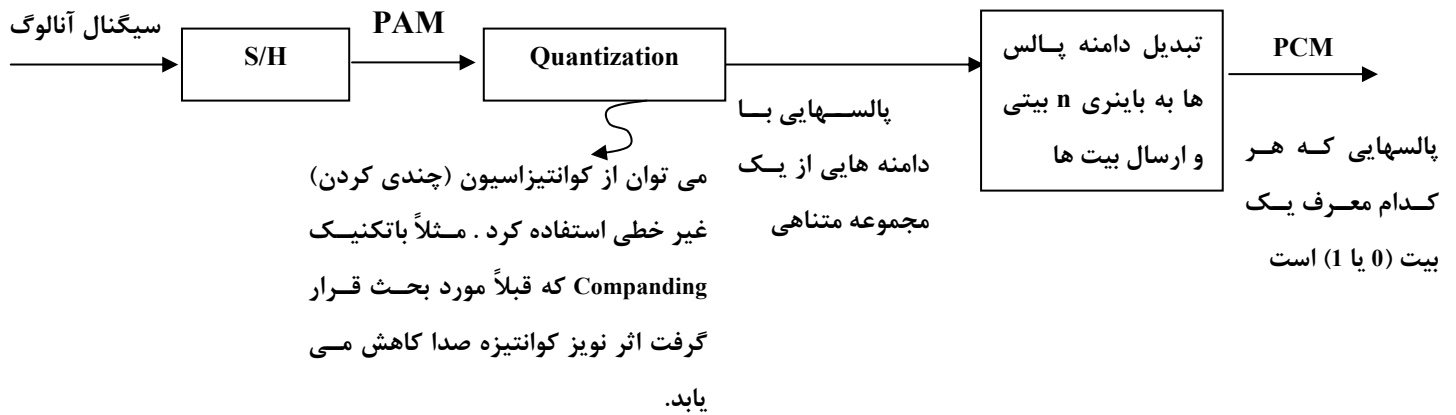 سیگنال آنالوگ
S/H
PAM
Quantization
می توان از کوانتیزاسیون (چندی کردن)
غیر خطی استفاده کرد . مثلاً باتکنیک
Companding که قبلاً مورد بحث قرار
گرفت اثر نویز کوانتیزه صدا کاهش می
یابد.
پالسهایی با
دامنه هایی از یک
مجموعه متناهی
تبدیل دامنه پالس
ها به باینری n بیتی
و ارسال بیت ها
PCM
پالسهایی که هر
کدام معرف یک
بیت (0 یا 1) است